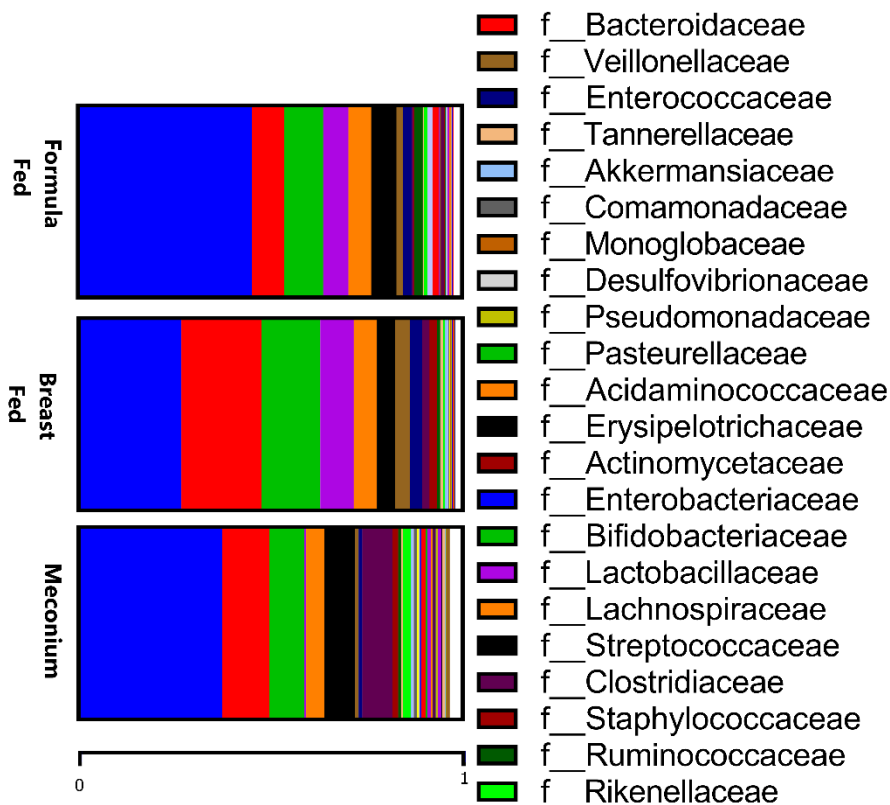 Formula
Fed
Breast
Fed
Meconium
0
1
f__Bacteroidaceae
f__Veillonellaceae
f__Enterococcaceae
f__Tannerellaceae
f__Akkermansiaceae
f__Comamonadaceae
f__Monoglobaceae
f__Desulfovibrionaceae
f__Pseudomonadaceae
f__Pasteurellaceae
f__Acidaminococcaceae
f__Erysipelotrichaceae
f__Actinomycetaceae
f__Enterobacteriaceae
f__Bifidobacteriaceae
f__Lactobacillaceae
f__Lachnospiraceae
f__Streptococcaceae
f__Clostridiaceae
f__Staphylococcaceae
f__Ruminococcaceae
f__Rikenellaceae